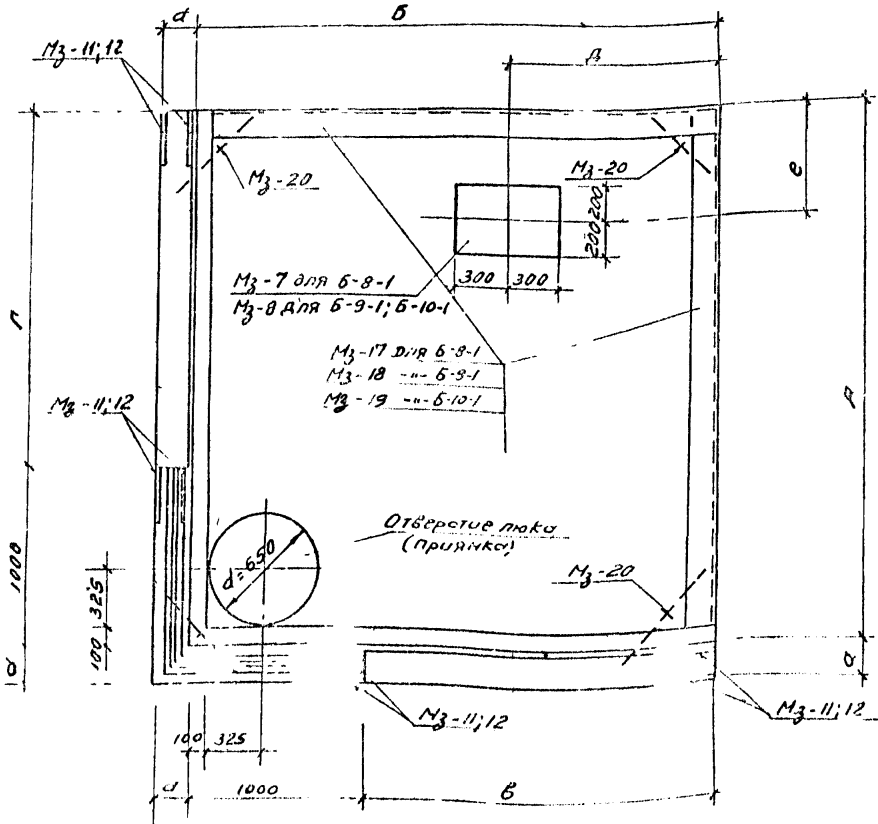 d
Б
Мз-11;12
Д
Мз-20
Мз-20
е
200 200
300 300
Мз-7 для Б-8-1
Мз-8 для Б-9-1; Б-10-1
Г
Мз-17 для Б-8-1
Мз-18 -"- Б-9-1
Мз-19 -"- Б-10-1
А
Мз-11;12
Отверстие люка
(приямка)
d=650
1000
325
100
Мз-20
d
d
Мз-11;12
Мз-11;12
100 325
d
1000
в